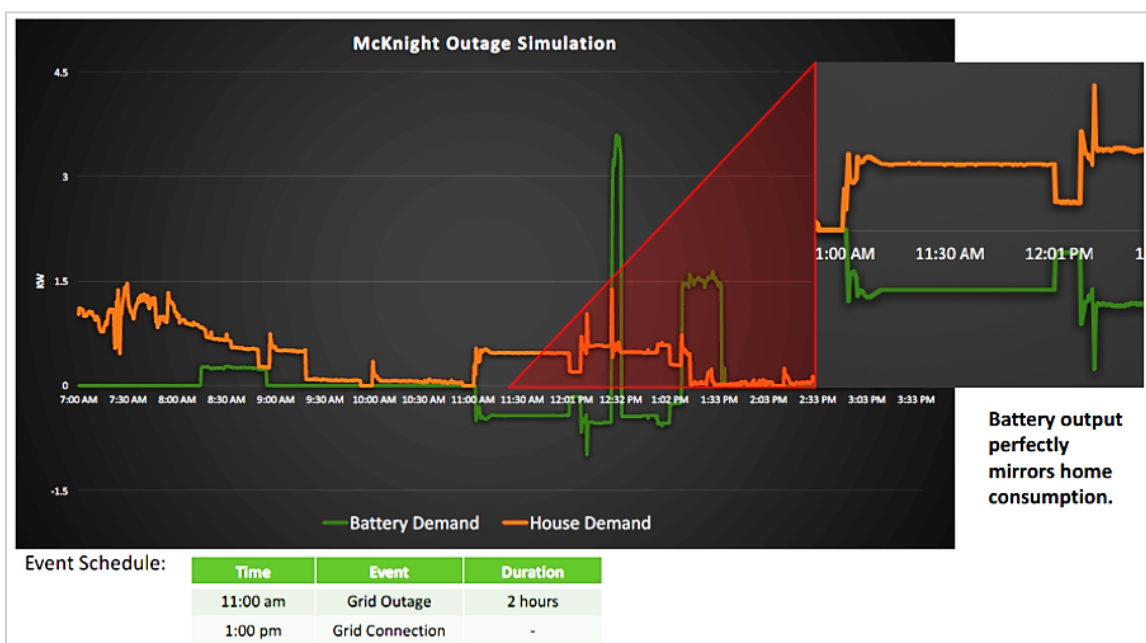 McKnight Outage Simulation
4.5
3
1.5
0
-1.5
KW
7:00 AM 7:30 AM 8:00 AM 8:30 AM 9:00 AM 9:30 AM 10:00 AM 10:30 AM 11:00 AM 11:30 AM 12:01 PM 12:32 PM 1:02 PM 1:33 PM 2:03 PM 2:33 PM 3:03 PM 3:33 PM
1:00 AM 11:30 AM 12:01 PM 1
Battery Demand House Demand
Battery output
perfectly
mirrors home
consumption.
Event Schedule:
Time Event Duration
11:00 am Grid Outage 2 hours
1:00 pm Grid Connection -